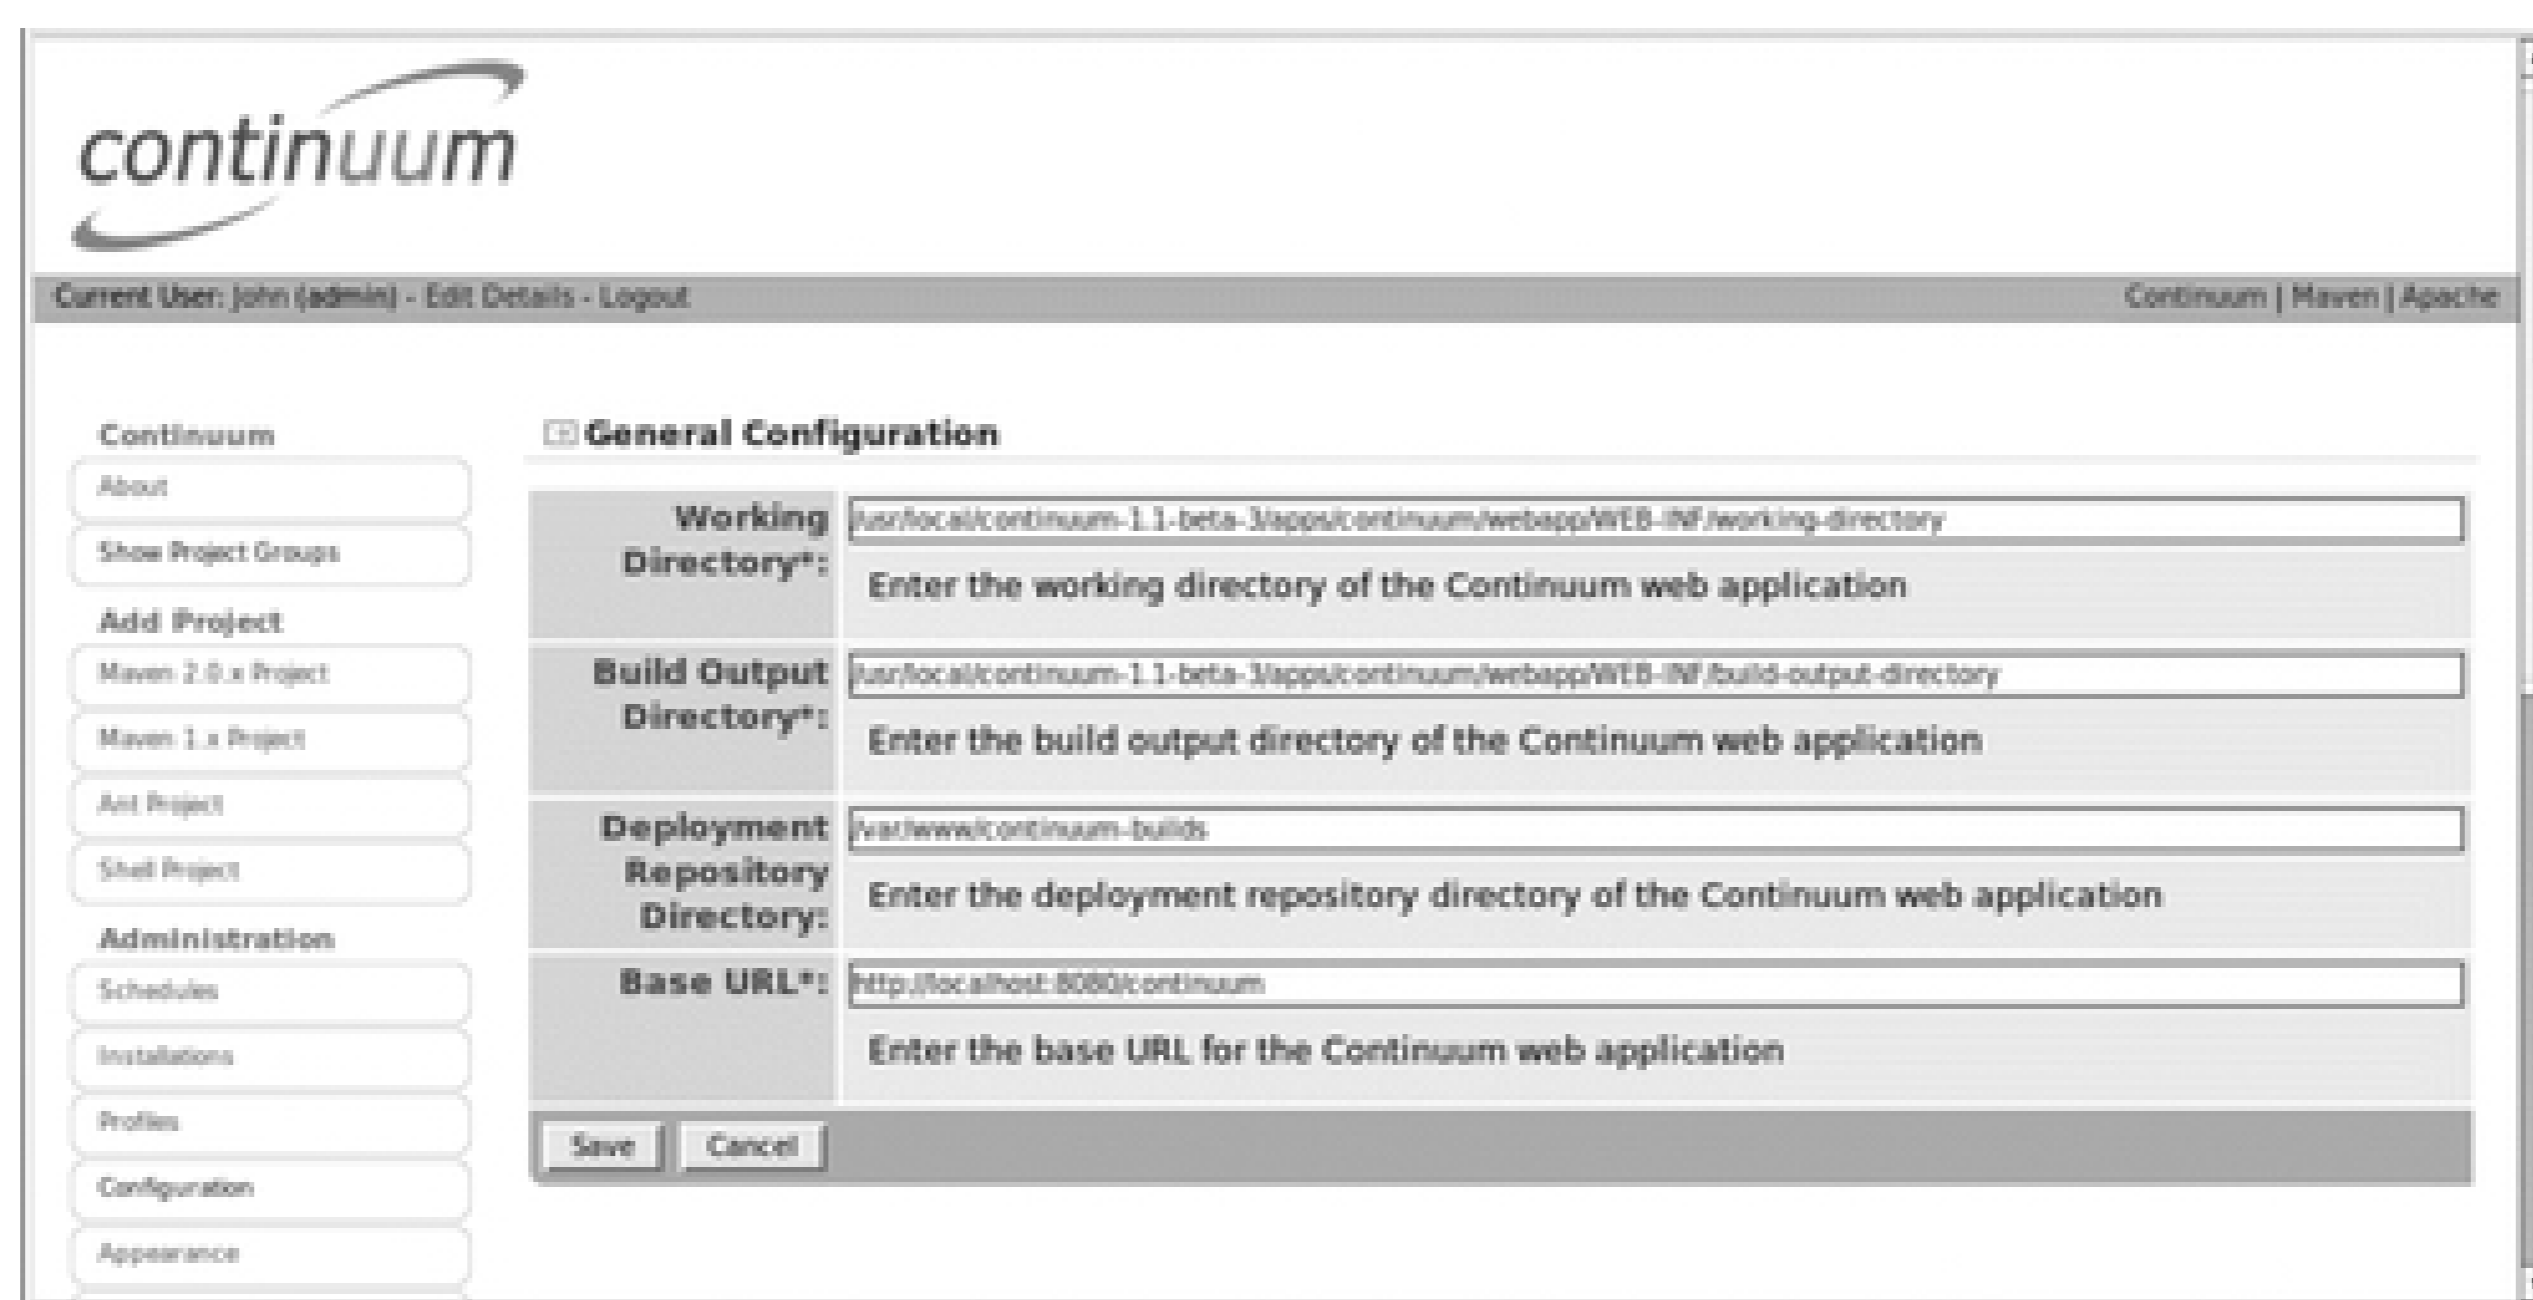 continuum
Current User: John (admin) - Edit Details - Logout
Continuum | Maven | Apache
Continuum
About
Show Project Groups
Add Project
Maven 2.0.x Project
Maven 1.x Project
Ant Project
Shell Project
Administration
Schedules
Installations
Profiles
Configuration
Appearance
General Configuration
Working
Directory*:
/usr/local/continuum-1.1-beta-3/apps/continuum/webapp/WEB-INF/working-directory
Enter the working directory of the Continuum web application
Build Output
Directory*:
/usr/local/continuum-1.1-beta-3/apps/continuum/webapp/WEB-INF/build-output-directory
Enter the build output directory of the Continuum web application
Deployment
Repository
Directory:
/var/www/continuum-builds
Enter the deployment repository directory of the Continuum web application
Base URL*:
http://localhost:8080/continuum
Enter the base URL for the Continuum web application
Save
Cancel